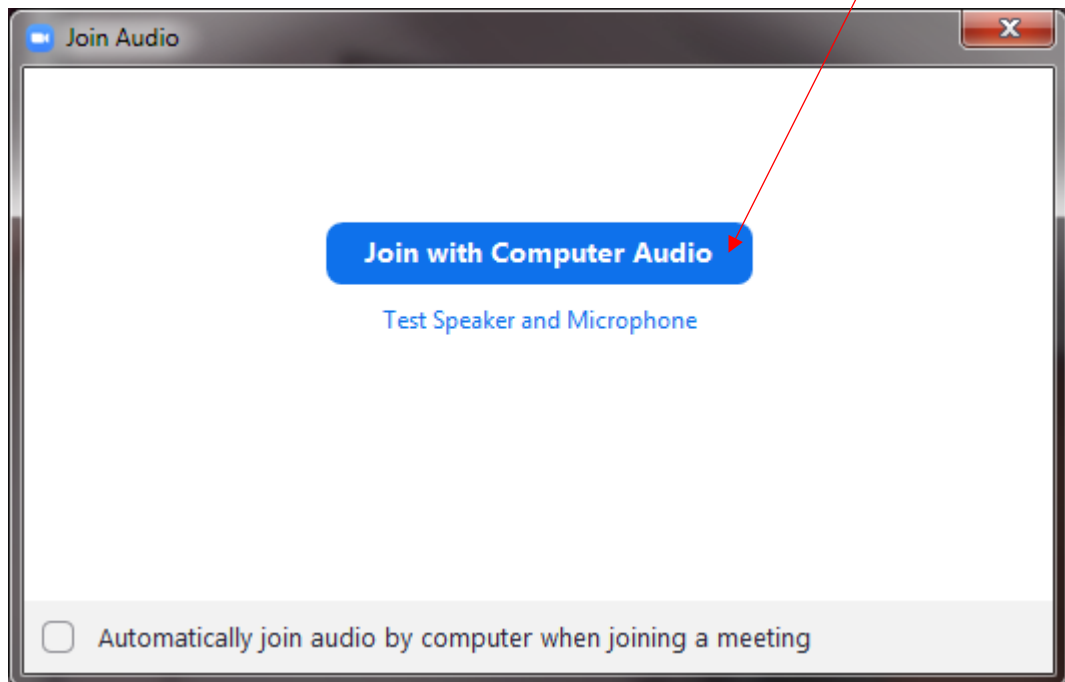 Join Audio
Join with Computer Audio
Test Speaker and Microphone
Automatically join audio by computer when joining a meeting